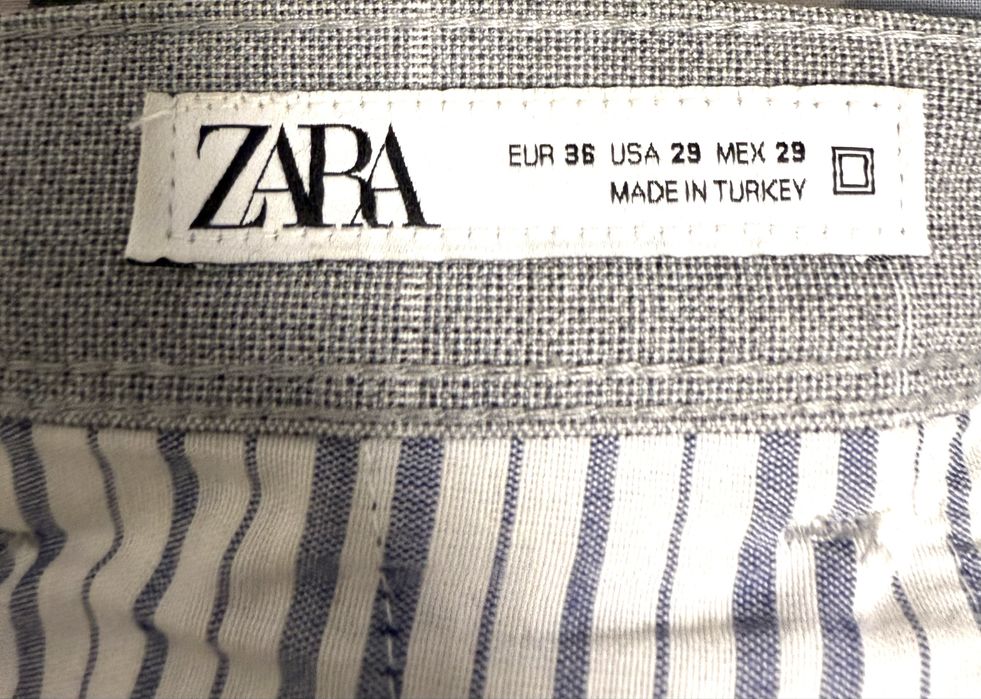 ZARA
EUR 36 USA 29 MEX 29
MADE IN TURKEY